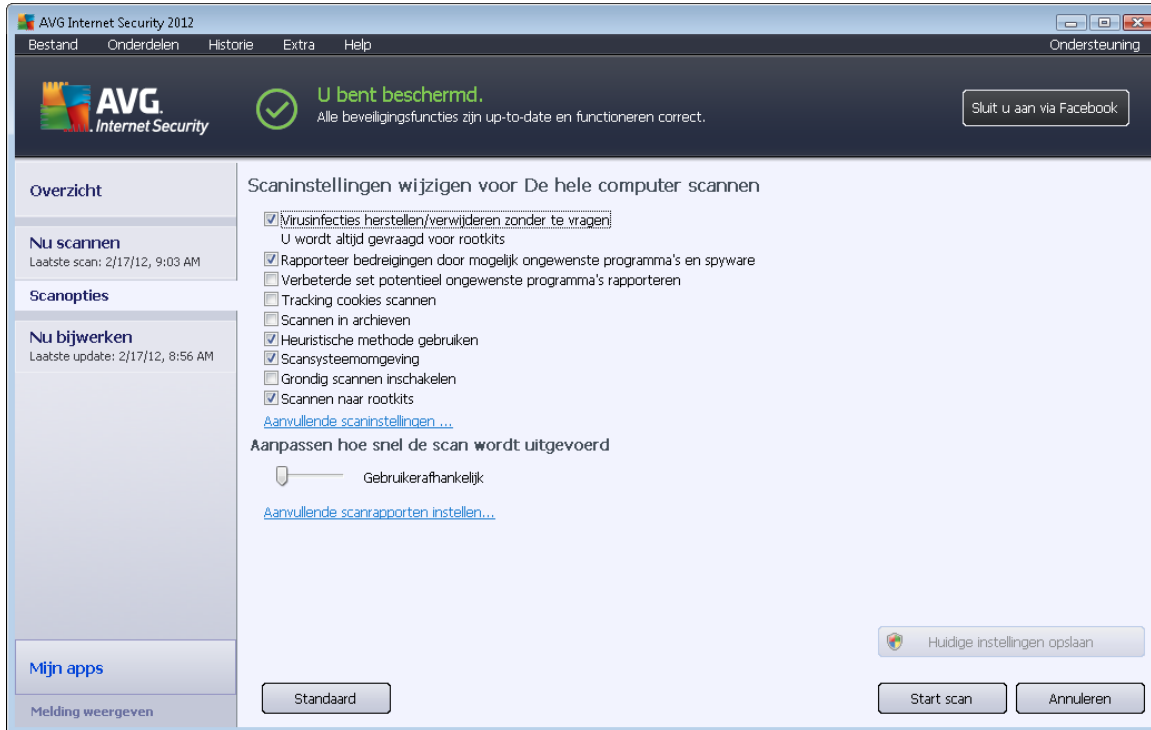 AVG Internet Security 2012
Bestand Onderdelen Historie Extra Help Ondersteuning
AVG.
Internet Security
U bent beschermd.
Alle beveiligingsfuncties zijn up-to-date en functioneren correct.
Sluit u aan via Facebook
Overzicht
Nu scannen
Laatste scan: 2/17/12, 9:03 AM
Scanopties
Nu bijwerken
Laatste update: 2/17/12, 8:56 AM
Mijn apps
Melding weergeven
Scaninstellingen wijzigen voor De hele computer scannen
Virusinfecties herstellen/verwijderen zonder te vragen
U wordt altijd gevraagd voor rootkits
Rapporteer bedreigingen door mogelijk ongewenste programma's en spyware
Verbeterde set potentieel ongewenste programma's rapporteren
Tracking cookies scannen
Scannen in archieven
Heuristische methode gebruiken
Scansysteemomgeving
Grondig scannen inschakelen
Scannen naar rootkits
Aanvullende scaninstellingen ...
Aanpassen hoe snel de scan wordt uitgevoerd
Gebruikerafhankelijk
Aanvullende scanrapporten instellen...
Huidige instellingen opslaan
Standaard
Start scan
Annuleren